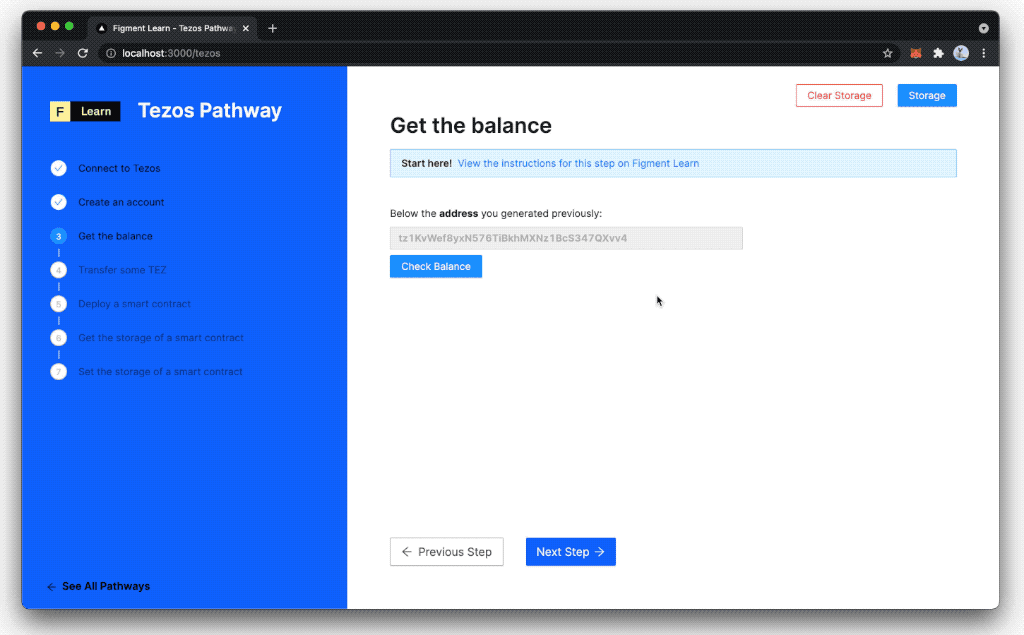 Figment Learn - Tezos Pathway
localhost:3000/tezos
F Learn
Tezos Pathway
Connect to Tezos
Create an account
3 Get the balance
4 Transfer some TEZ
5 Deploy a smart contract
6 Get the storage of a smart contract
7 Set the storage of a smart contract
See All Pathways
Clear Storage
Storage
Get the balance
Start here! View the instructions for this step on Figment Learn
Below the address you generated previously:
tz1KvWef8yxN576TiBkhMXNz1BcS347QXvv4
Check Balance
Previous Step
Next Step